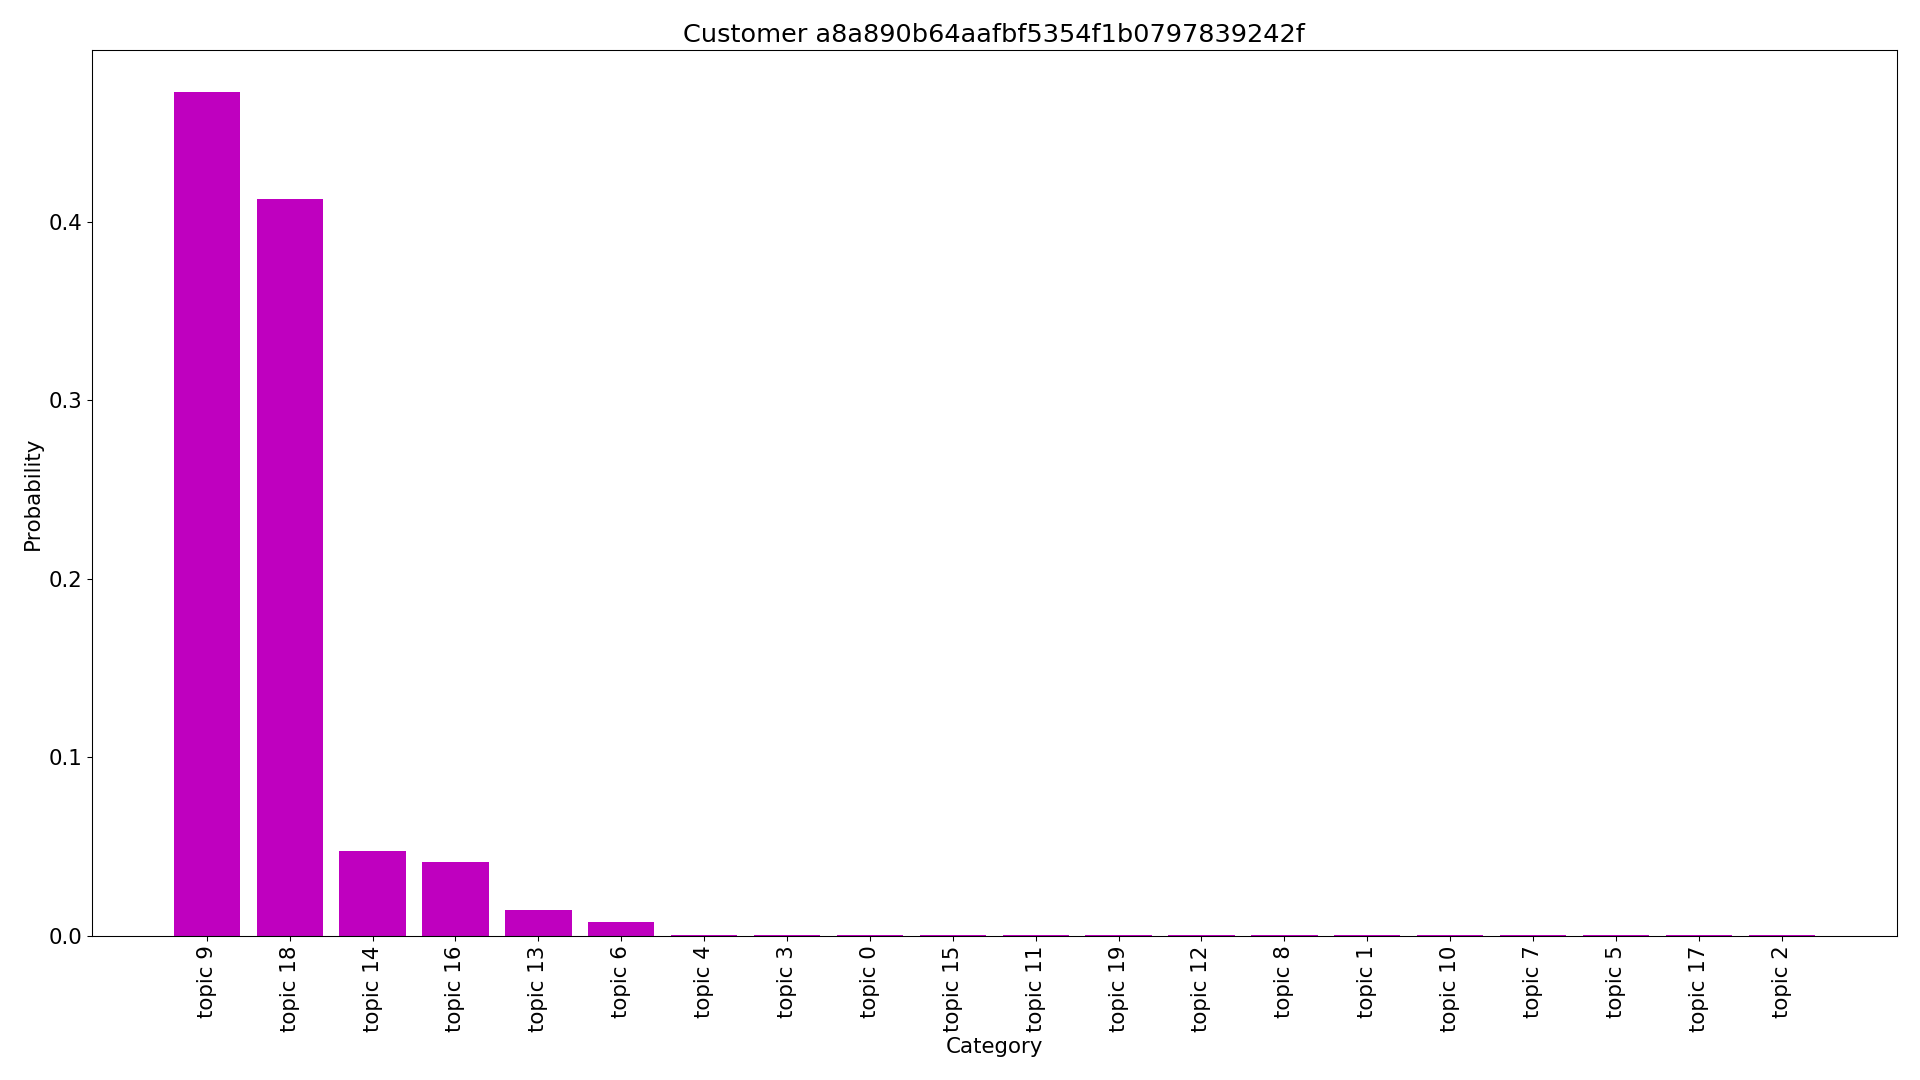 Customer a8a890b64aafbf5354f1b0797839242f
Probability
0.4
0.3
0.2
0.1
0.0
topic 9
topic 18
topic 14
topic 16
topic 13
topic 6
topic 4
topic 3
topic 0
topic 15
topic 11
topic 19
topic 12
topic 8
topic 1
topic 10
topic 7
topic 5
topic 17
topic 2
Category